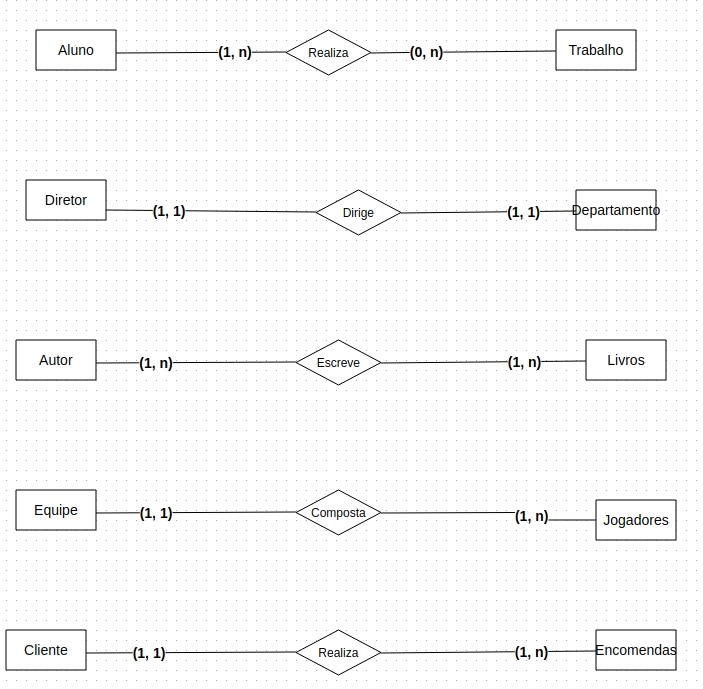 Aluno (1, n) Realiza (0, n) Trabalho
Diretor (1, 1) Dirige (1, 1) Departamento
Autor (1, n) Escreve (1, n) Livros
Equipe (1, 1) Composta (1, n) Jogadores
Cliente (1, 1) Realiza (1, n) Encomendas